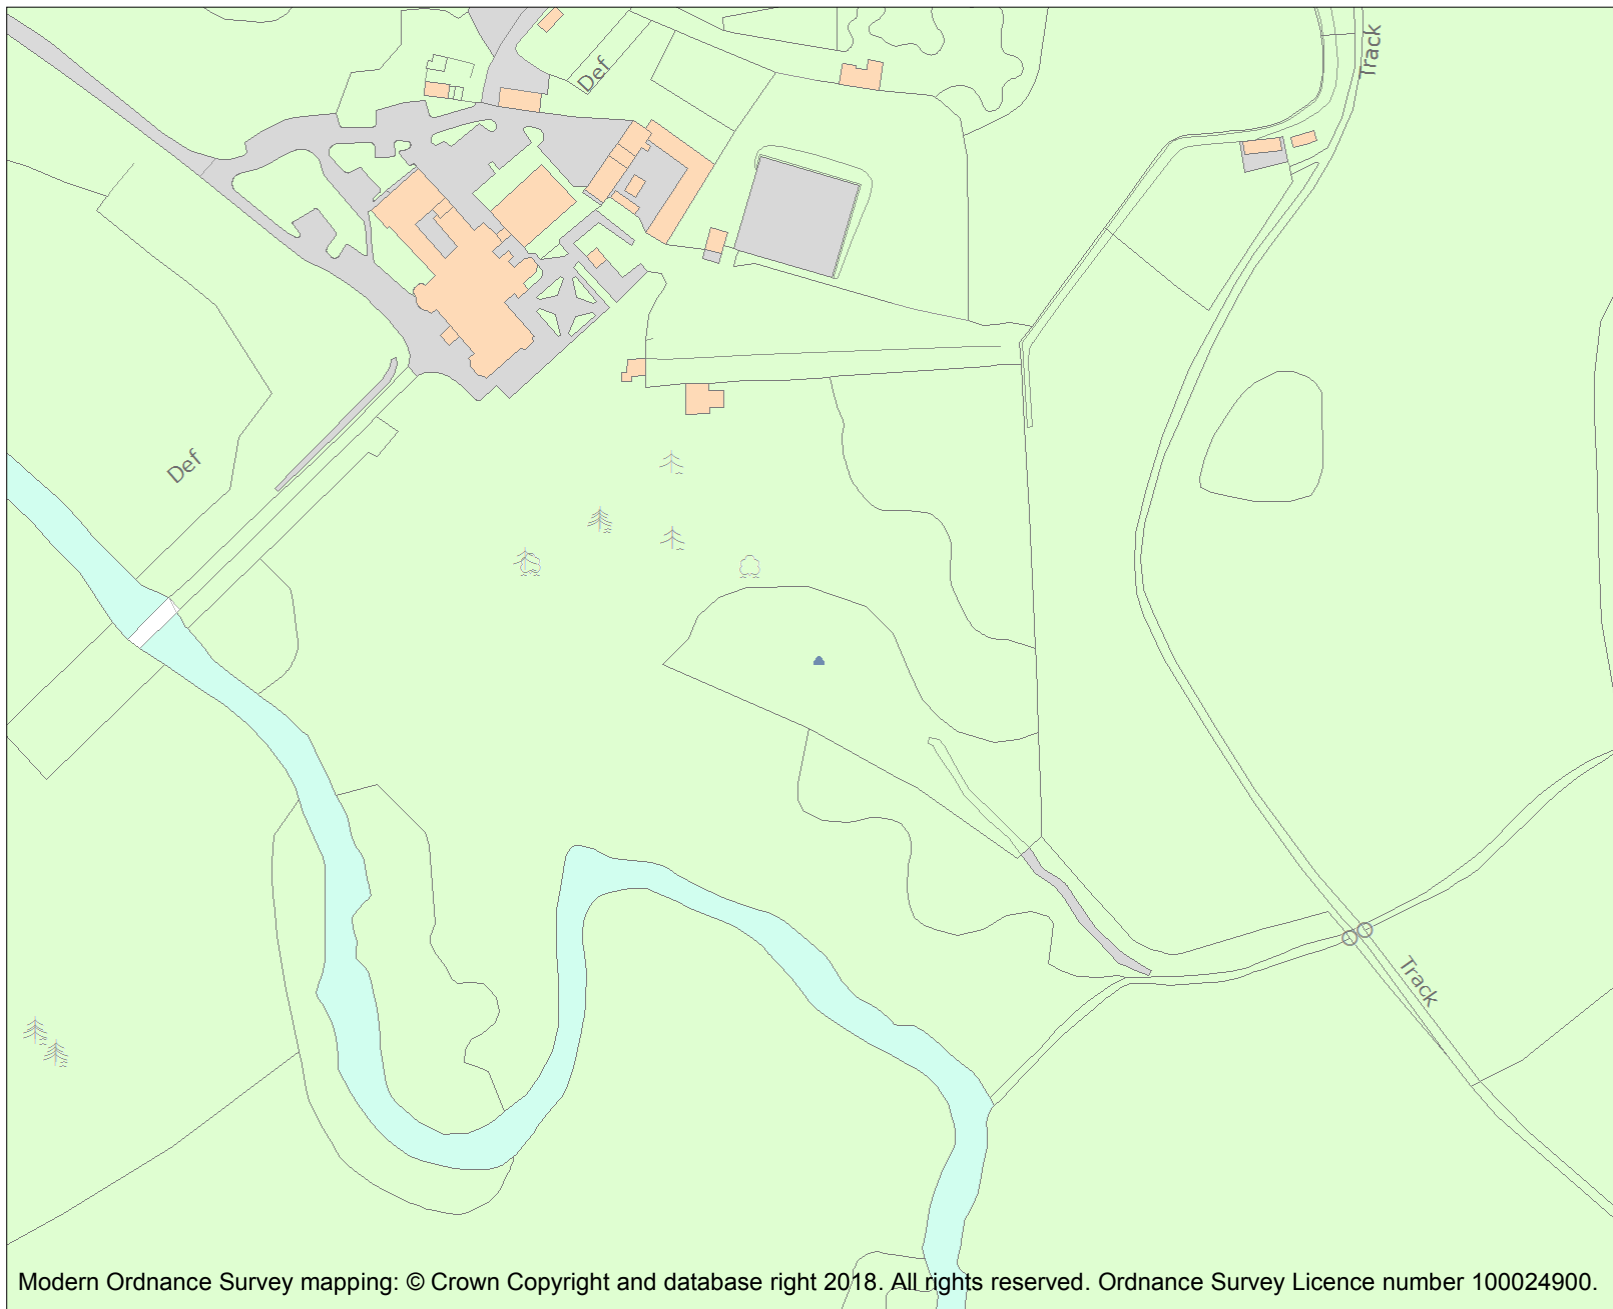 Track
Def
Def
Track
Modern Ordnance Survey mapping: © Crown Copyright and database right 2018. All rights reserved. Ordnance Survey Licence number 100024900.